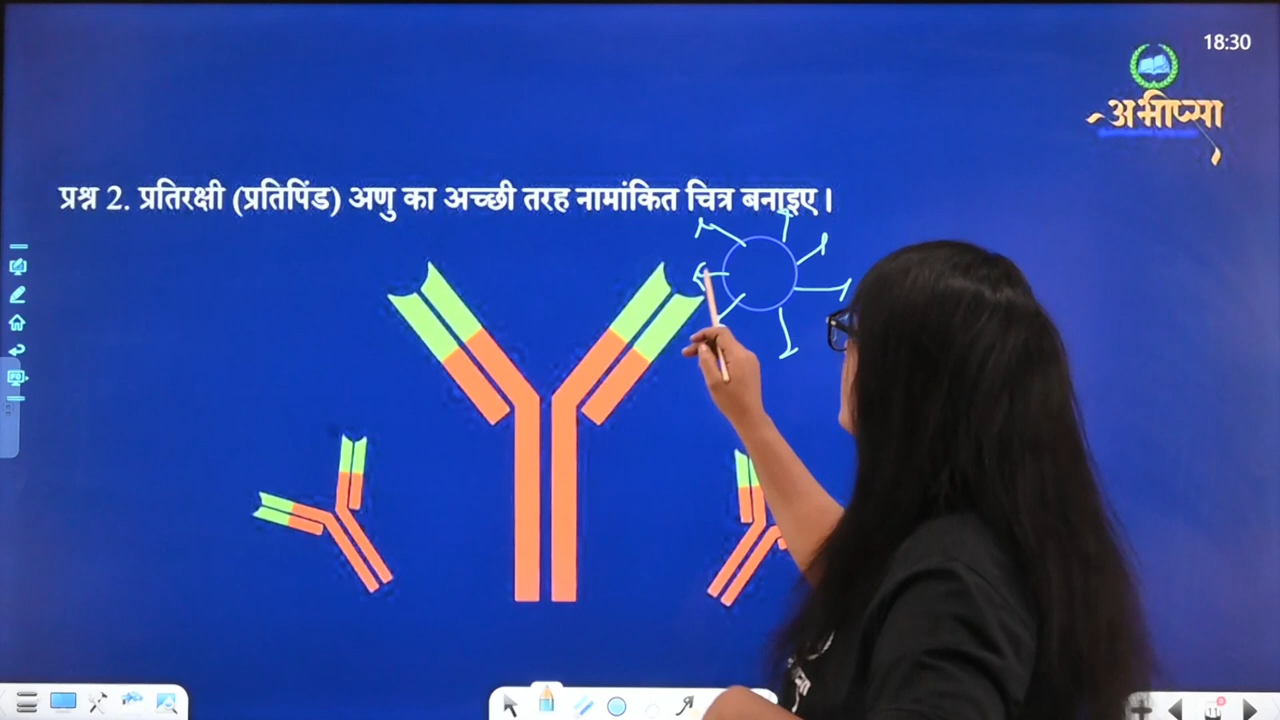 18:30
अभीप्सा
प्रश्न 2. प्रतिरक्षी (प्रतिपिंड) अणु का अच्छी तरह नामांकित चित्र बनाइए।